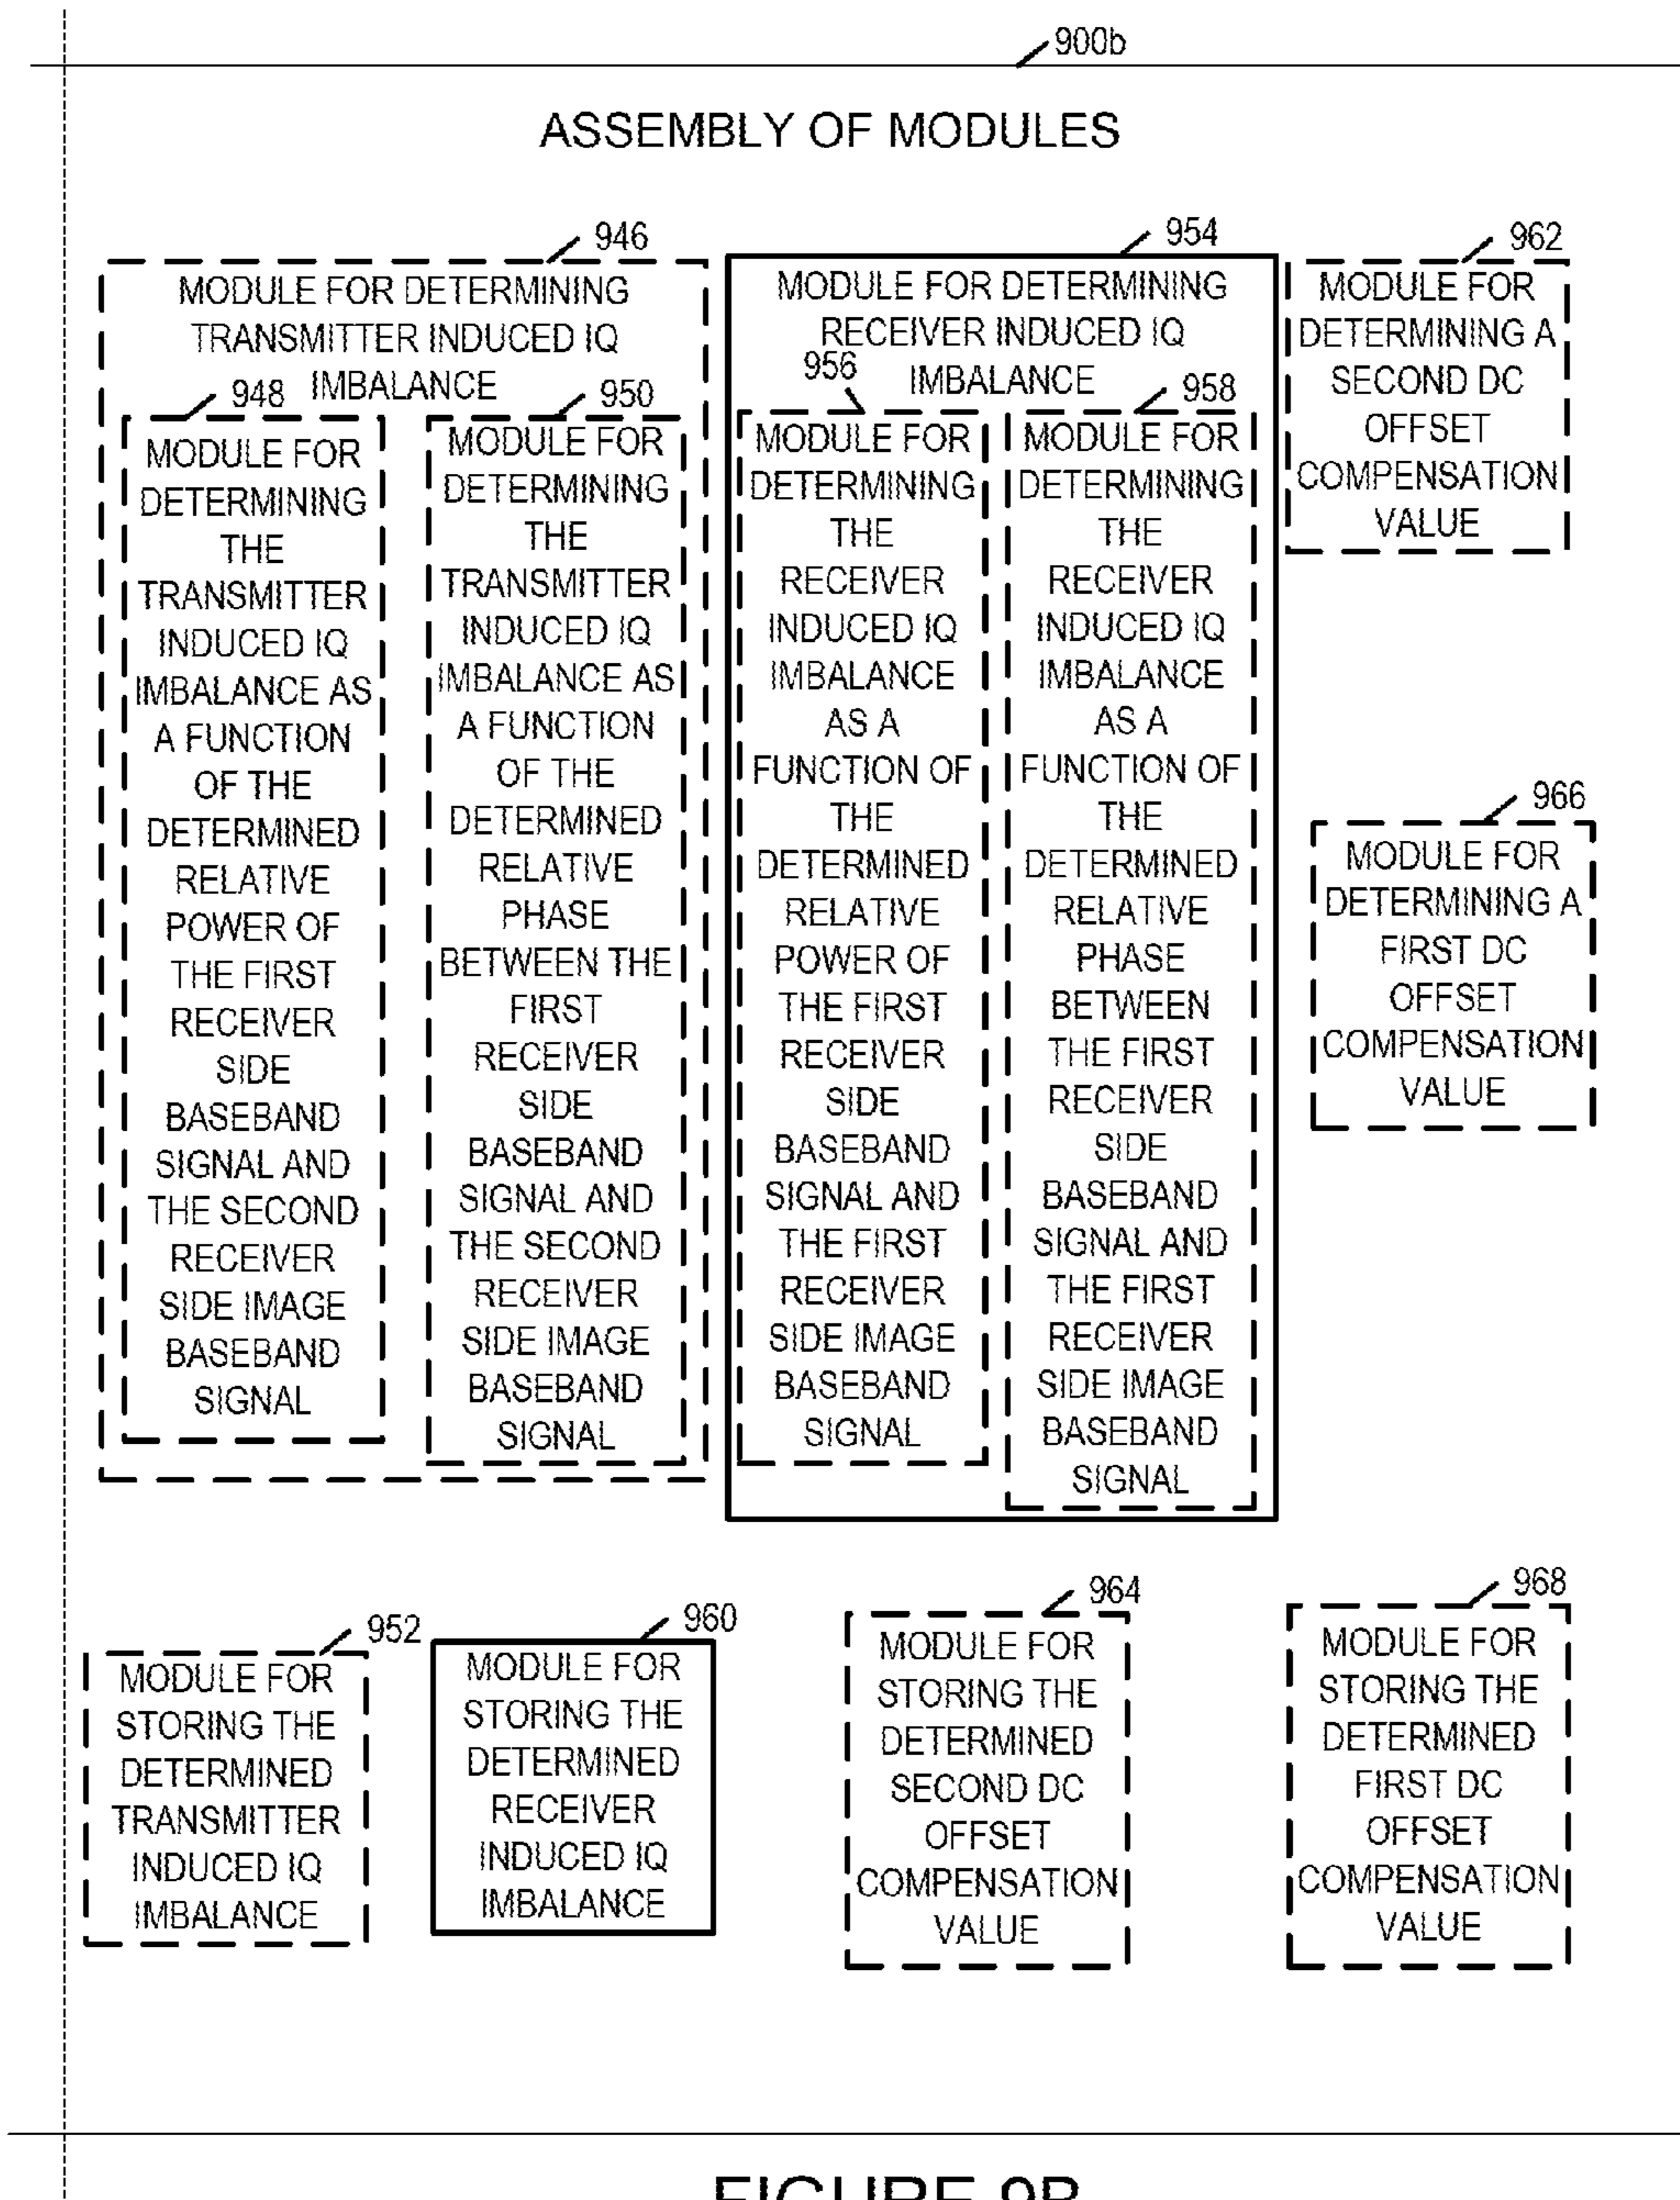 900b
ASSEMBLY OF MODULES
946
MODULE FOR DETERMINING
TRANSMITTER INDUCED IQ
IMBALANCE
948
MODULE FOR
DETERMINING
THE
TRANSMITTER
INDUCED IQ
IMBALANCE AS
A FUNCTION
OF THE
DETERMINED
RELATIVE
POWER OF
THE FIRST
RECEIVER
SIDE
BASEBAND
SIGNAL AND
THE SECOND
RECEIVER
SIDE IMAGE
BASEBAND
SIGNAL
950
MODULE FOR
DETERMINING
THE
TRANSMITTER
INDUCED IQ
IMBALANCE AS
A FUNCTION
OF THE
DETERMINED
RELATIVE
PHASE
BETWEEN THE
FIRST
RECEIVER
SIDE
BASEBAND
SIGNAL AND
THE SECOND
RECEIVER
SIDE IMAGE
BASEBAND
SIGNAL
954
MODULE FOR DETERMINING
RECEIVER INDUCED IQ
IMBALANCE
956
MODULE FOR
DETERMINING
THE
RECEIVER
INDUCED IQ
IMBALANCE
AS A
FUNCTION OF
THE
DETERMINED
RELATIVE
POWER OF
THE FIRST
RECEIVER
SIDE
BASEBAND
SIGNAL AND
THE FIRST
RECEIVER
SIDE IMAGE
BASEBAND
SIGNAL
958
MODULE FOR
DETERMINING
THE
RECEIVER
INDUCED IQ
IMBALANCE
AS A
FUNCTION OF
THE
DETERMINED
RELATIVE
PHASE
BETWEEN
THE FIRST
RECEIVER
SIDE
BASEBAND
SIGNAL AND
THE FIRST
RECEIVER
SIDE IMAGE
BASEBAND
SIGNAL
962
MODULE FOR
DETERMINING A
SECOND DC
OFFSET
COMPENSATION
VALUE
966
MODULE FOR
DETERMINING A
FIRST DC
OFFSET
COMPENSATION
VALUE
952
MODULE FOR
STORING THE
DETERMINED
TRANSMITTER
INDUCED IQ
IMBALANCE
960
MODULE FOR
STORING THE
DETERMINED
RECEIVER
INDUCED IQ
IMBALANCE
964
MODULE FOR
STORING THE
DETERMINED
SECOND DC
OFFSET
COMPENSATION
VALUE
968
MODULE FOR
STORING THE
DETERMINED
FIRST DC
OFFSET
COMPENSATION
VALUE
FIGURE 9B